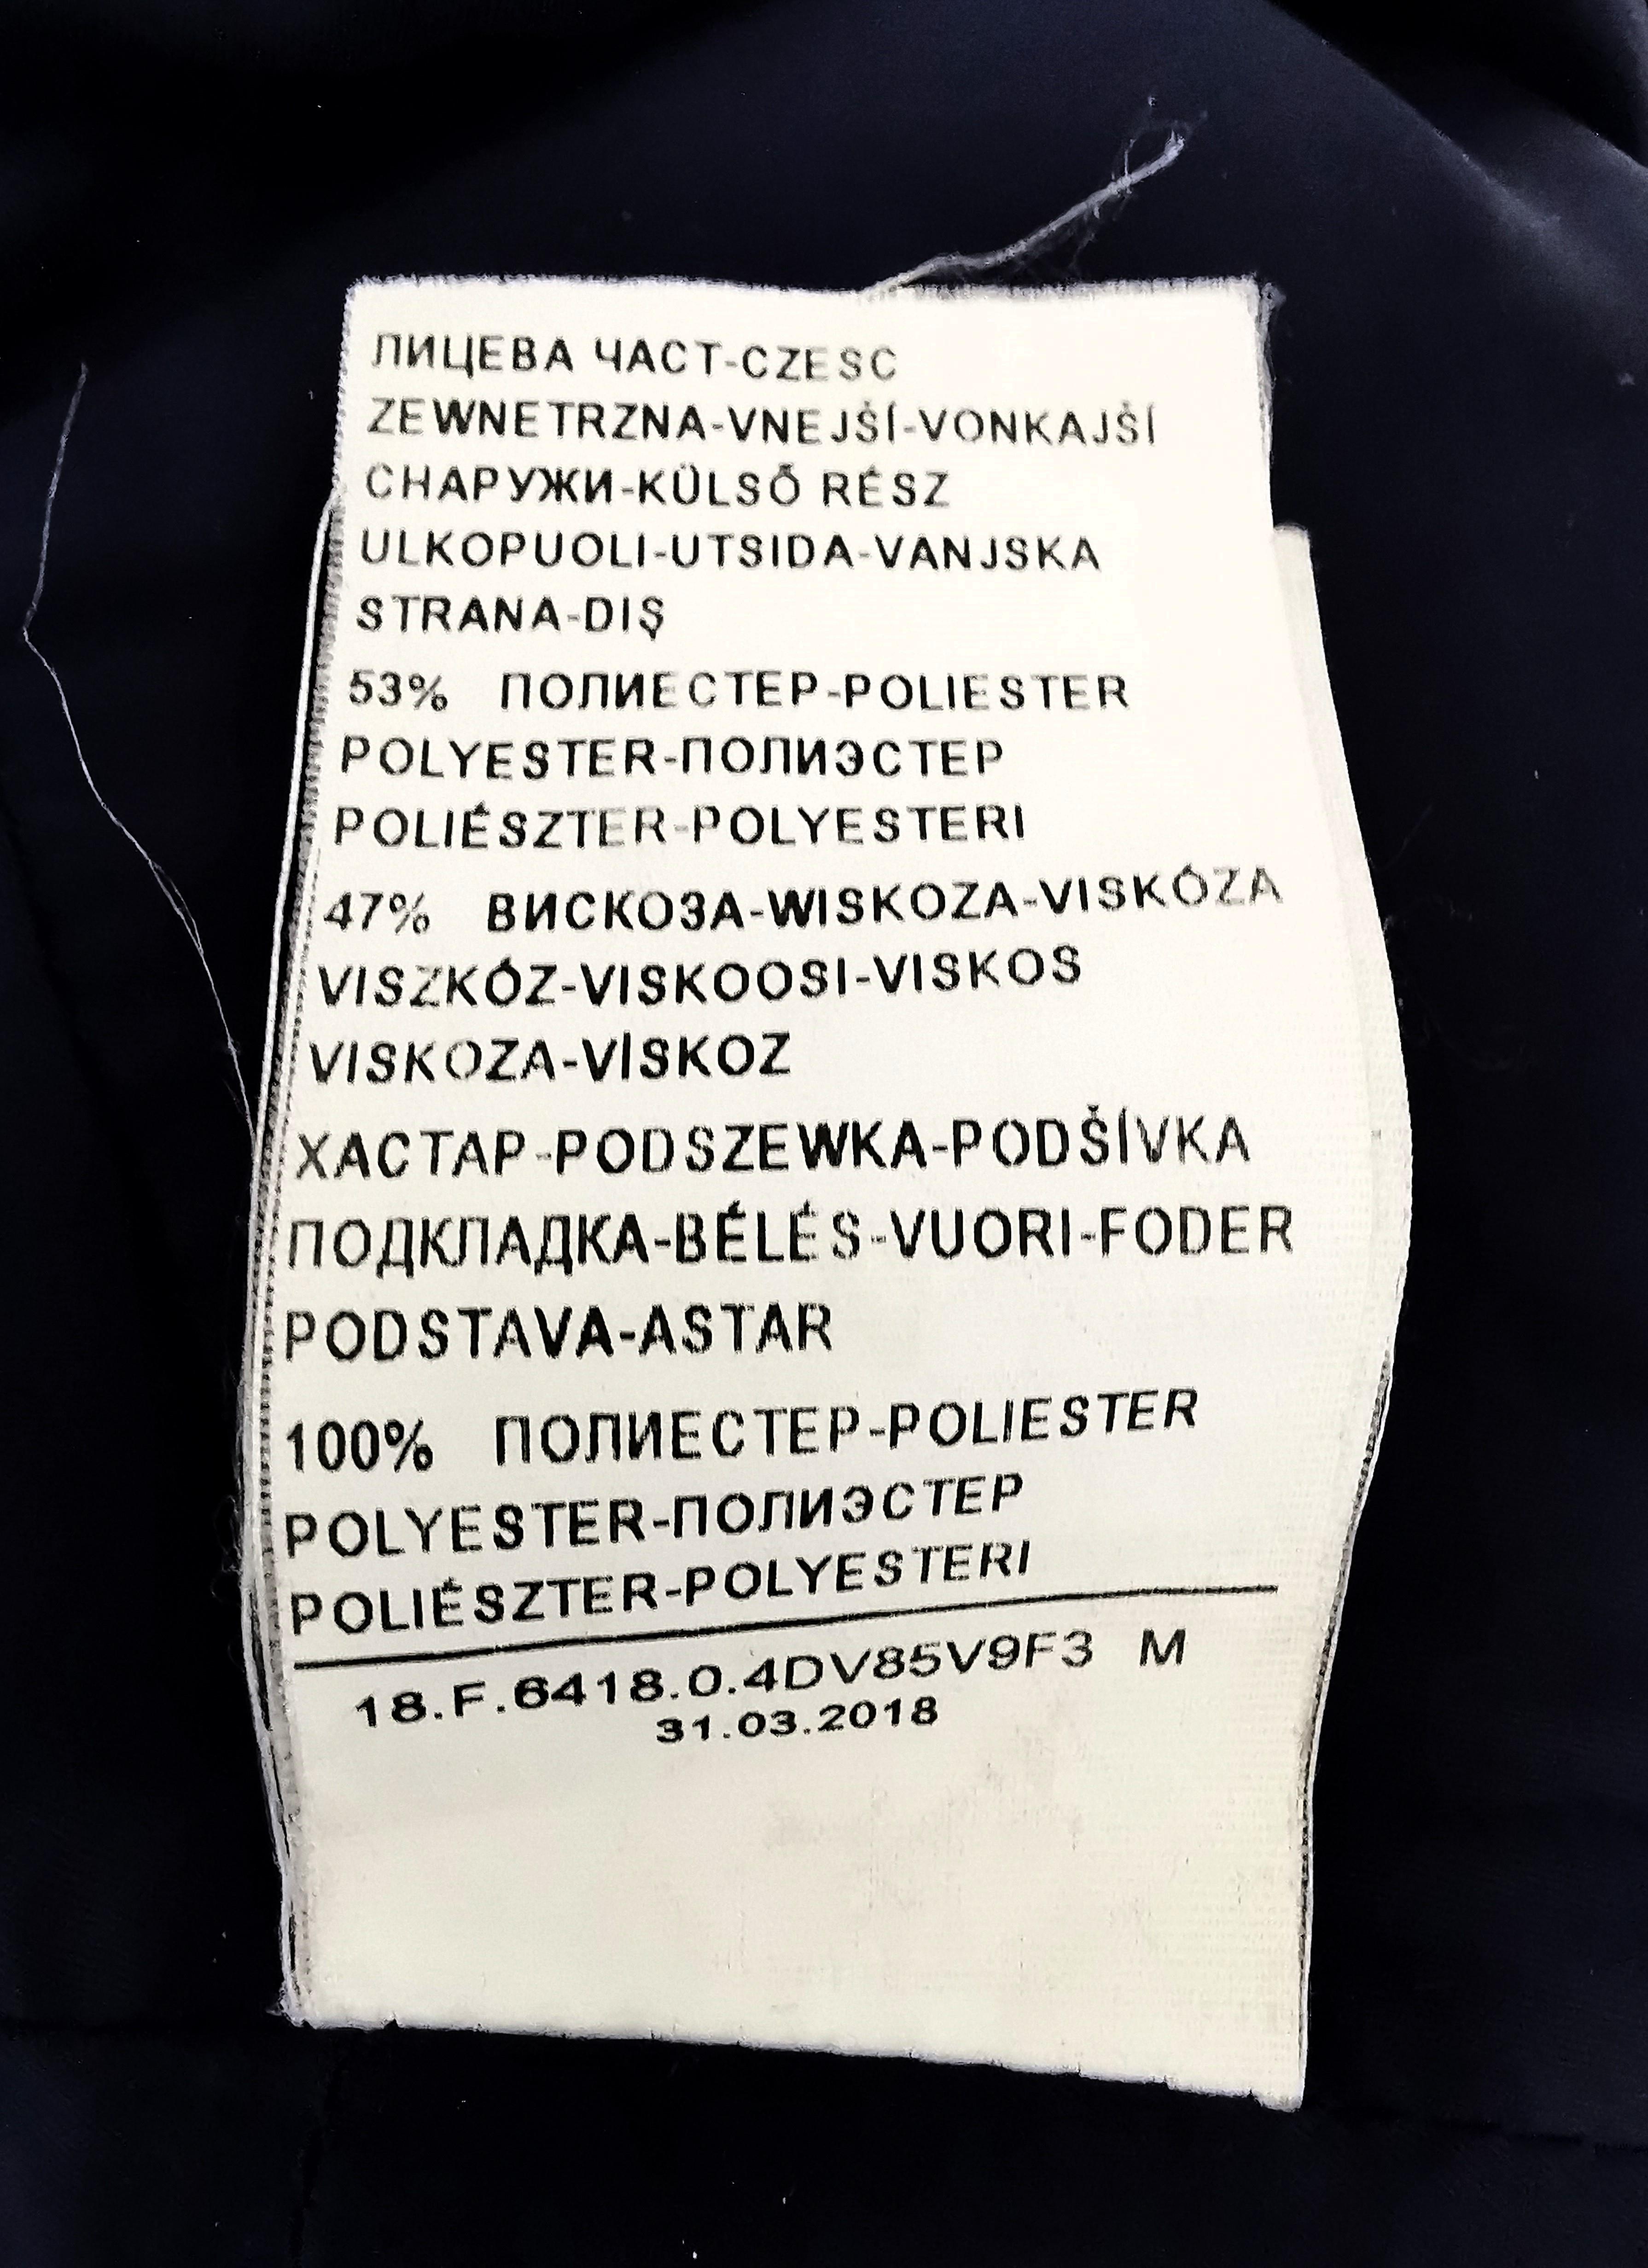 ЛИЦЕВА ЧАСТ-CZESC
ZEWNETRZNA-VNEJŠÍ-VONKAJŠÍ
СНАРУЖИ-KÜLSŐ RÉSZ
ULKOPUOLI-UTSIDA-VANJSKA
STRANA-DIŞ
53% ПОЛИЕСТЕР-POLIESTER
POLYESTER-ПОЛИЭСТЕР
POLIÉSZTER-POLYESTERI
47% ВИСКОЗА-WISKOZA-VISKÓZA
VISZKÓZ-VISKOOSI-VISKOS
VISKOZA-VİSKOZ
ХАСТАР-PODSZEWKA-PODŠÍVKA
ПОДКЛАДКА-BÉLÉS-VUORI-FODER
PODSTAVA-ASTAR
100% ПОЛИЕСТЕР-POLIESTER
POLYESTER-ПОЛИЭСТЕР
POLIÉSZTER-POLYESTERI
18.F.6418.0.4DV85V9F3 M
31.03.2018